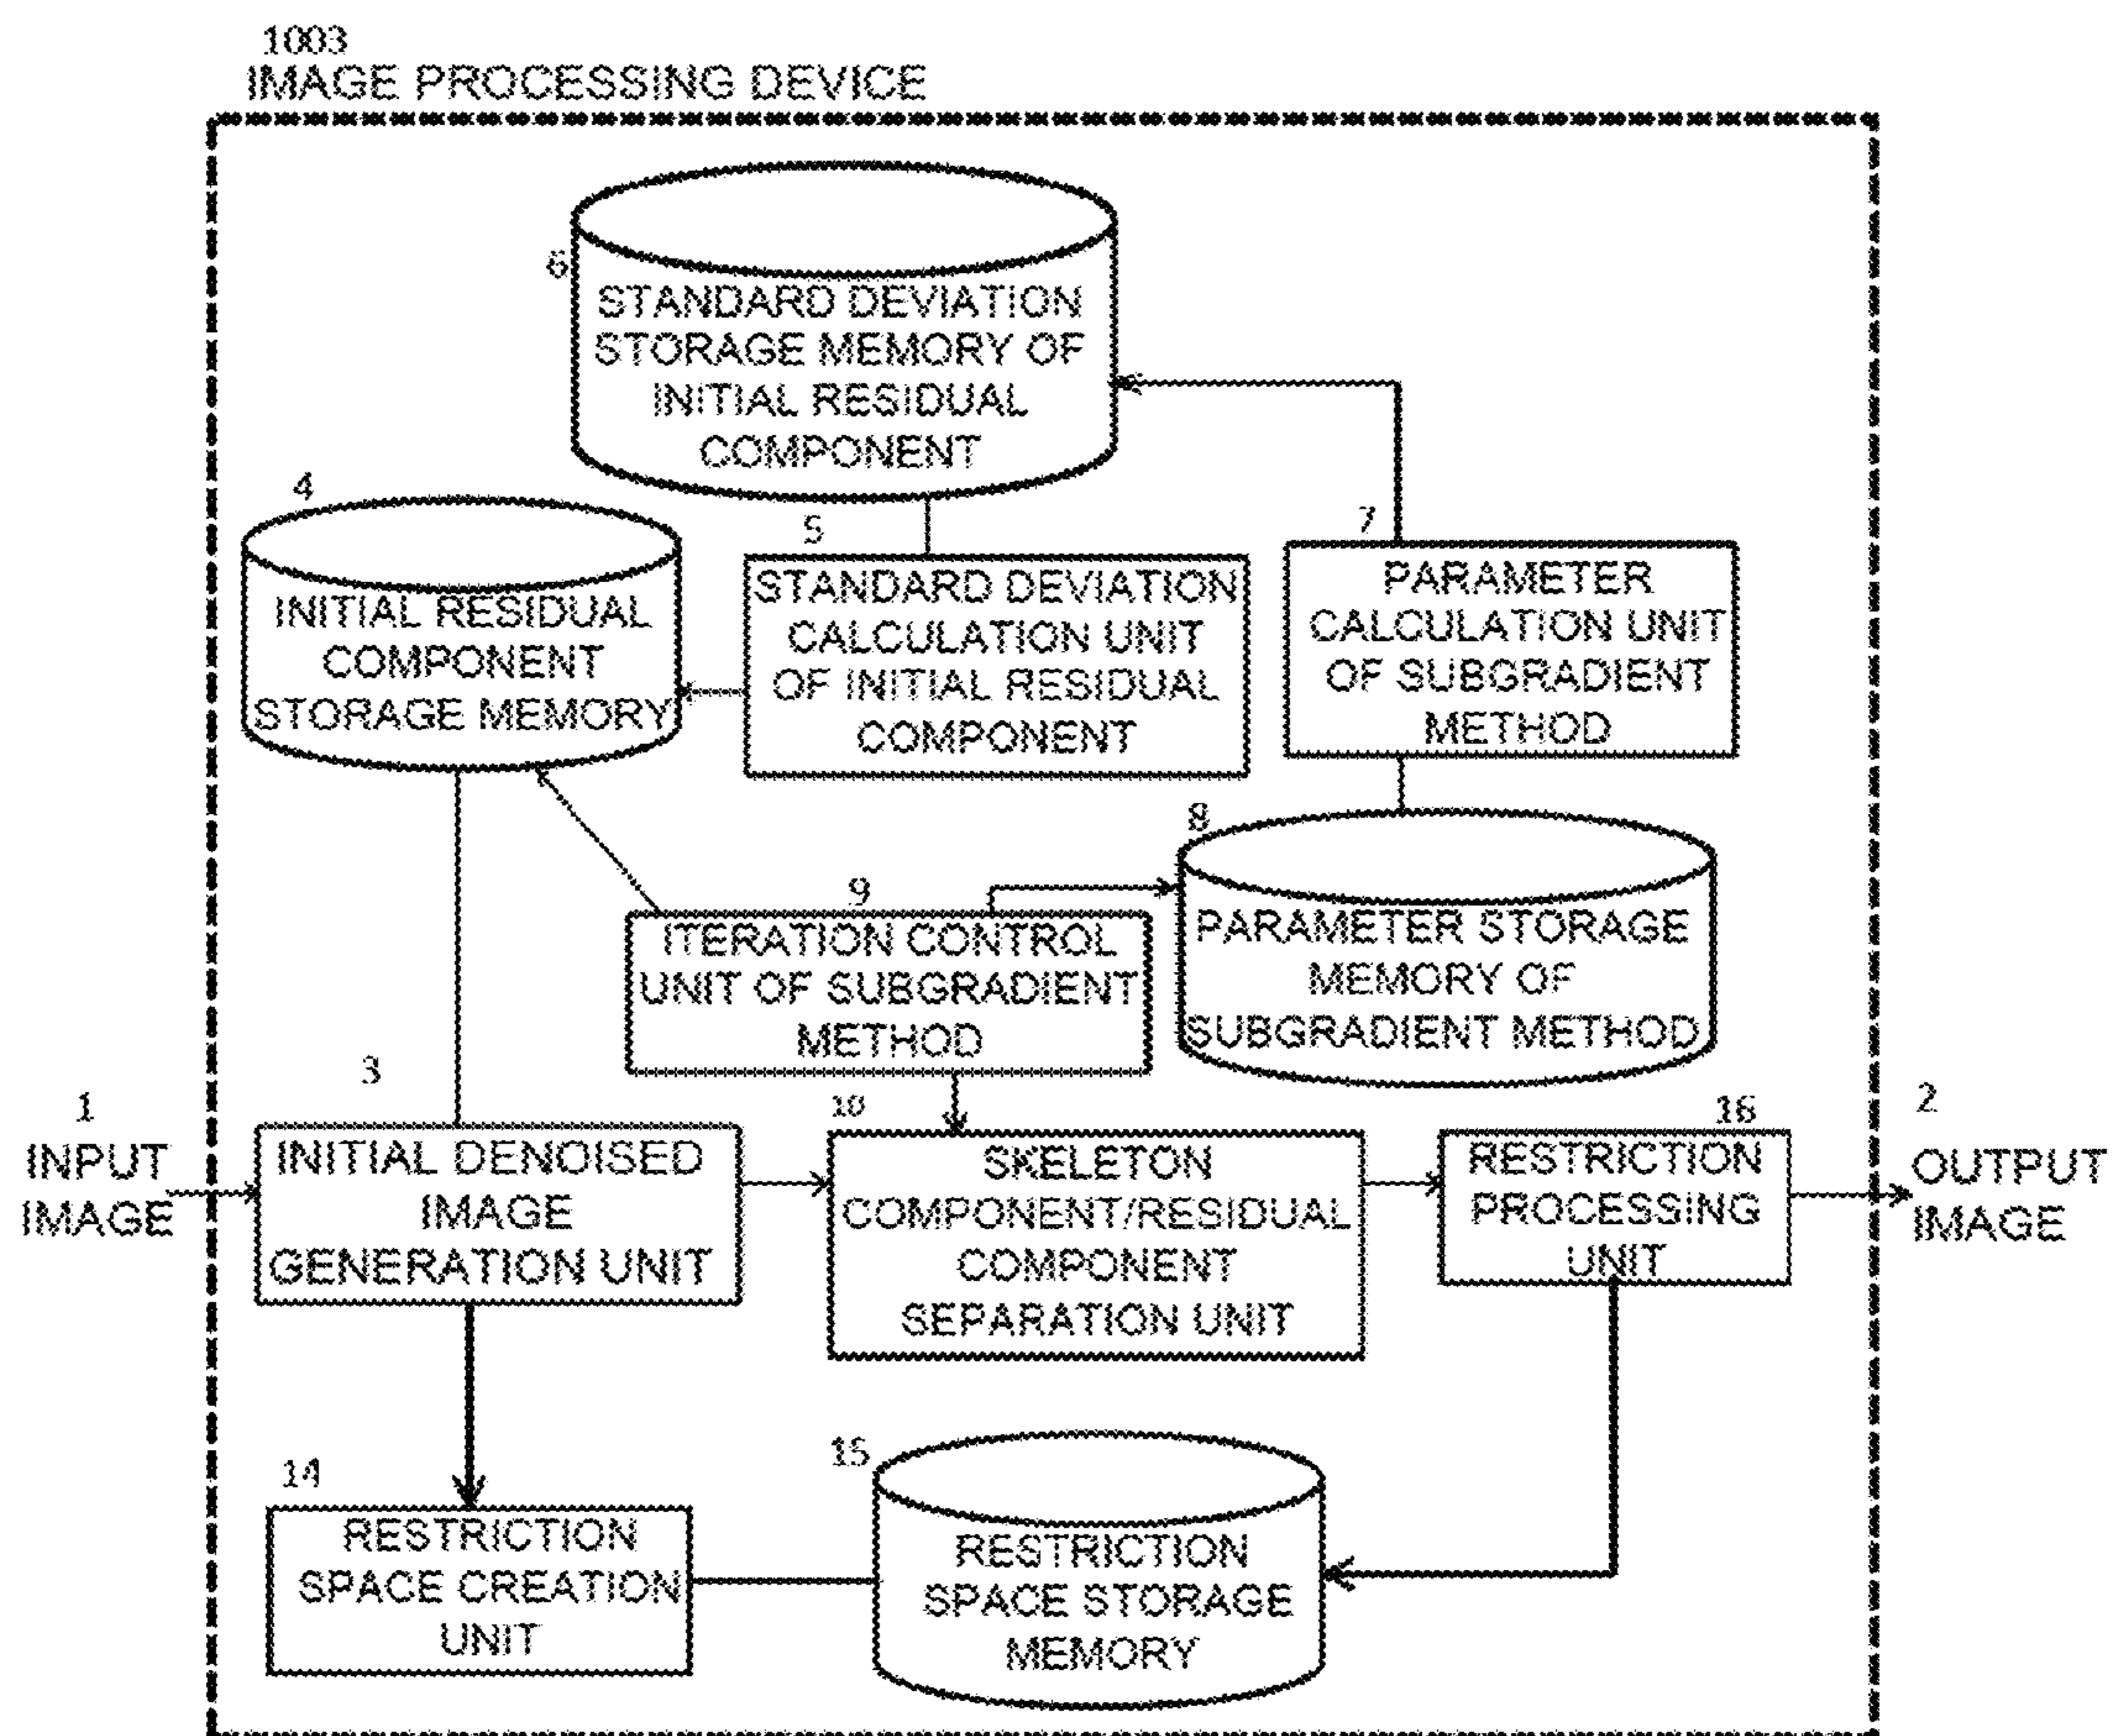 1003
IMAGE PROCESSING DEVICE
6
STANDARD DEVIATION
STORAGE MEMORY OF
INITIAL RESIDUAL
COMPONENT
4
INITIAL RESIDUAL
COMPONENT
STORAGE MEMORY
5
STANDARD DEVIATION
CALCULATION UNIT
OF INITIAL RESIDUAL
COMPONENT
7
PARAMETER
CALCULATION UNIT
OF SUBGRADIENT
METHOD
8
PARAMETER STORAGE
MEMORY OF
SUBGRADIENT METHOD
9
ITERATION CONTROL
UNIT OF SUBGRADIENT
METHOD
1
INPUT
IMAGE
3
INITIAL DENOISED
IMAGE
GENERATION UNIT
10
SKELETON
COMPONENT/RESIDUAL
COMPONENT
SEPARATION UNIT
16
RESTRICTION
PROCESSING
UNIT
2
OUTPUT
IMAGE
14
RESTRICTION
SPACE CREATION
UNIT
15
RESTRICTION
SPACE STORAGE
MEMORY